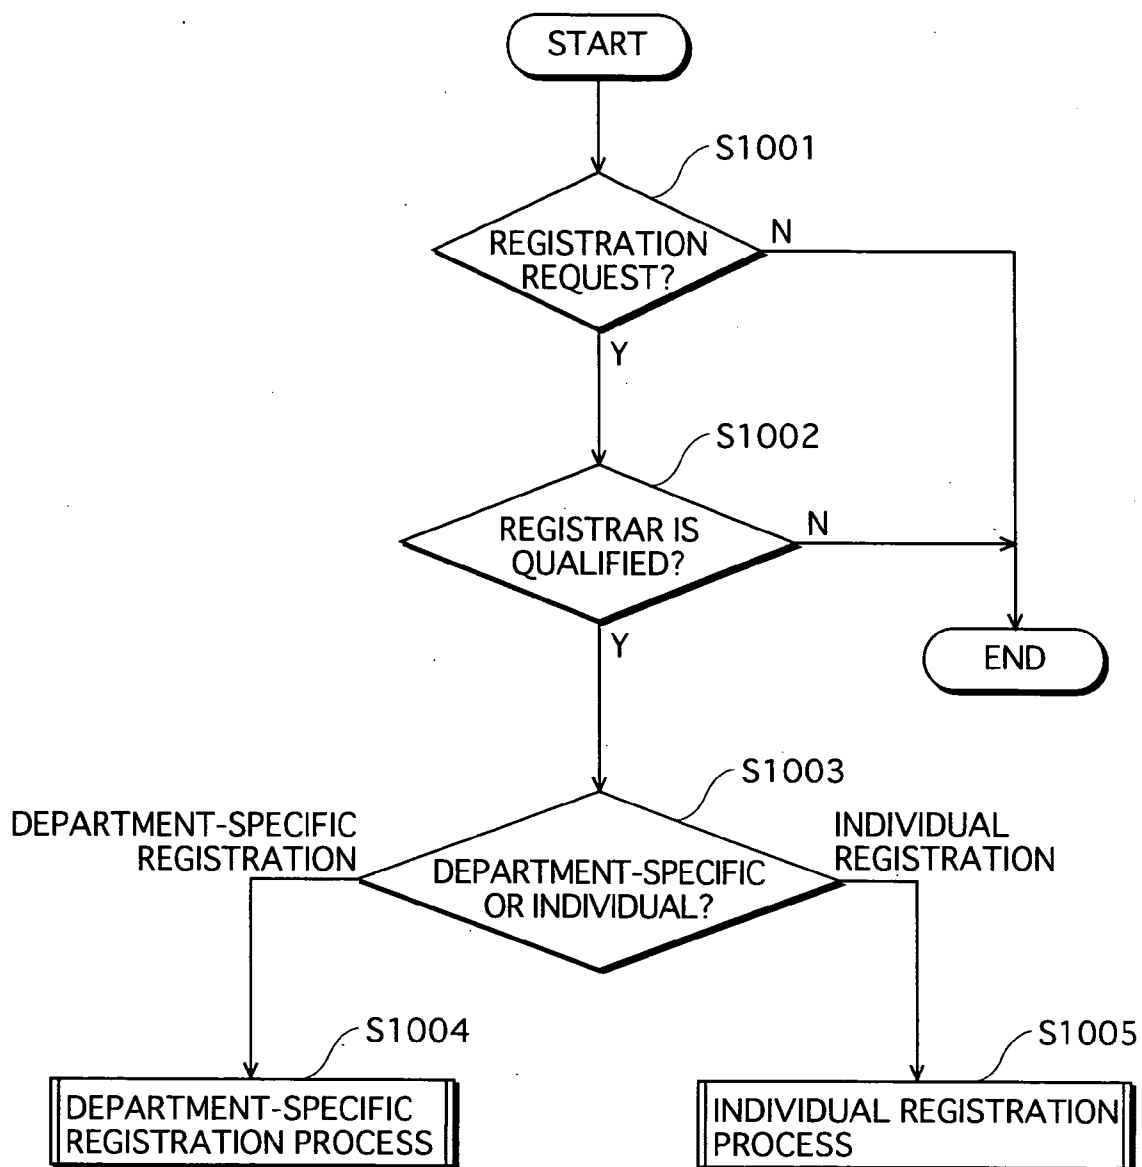 START
S1001
REGISTRATION
REQUEST?
N
Y
S1002
REGISTRAR IS
QUALIFIED?
N
Y
END
S1003
DEPARTMENT-SPECIFIC
REGISTRATION
DEPARTMENT-SPECIFIC
OR INDIVIDUAL?
INDIVIDUAL
REGISTRATION
S1004
DEPARTMENT-SPECIFIC
REGISTRATION PROCESS
S1005
INDIVIDUAL REGISTRATION
PROCESS